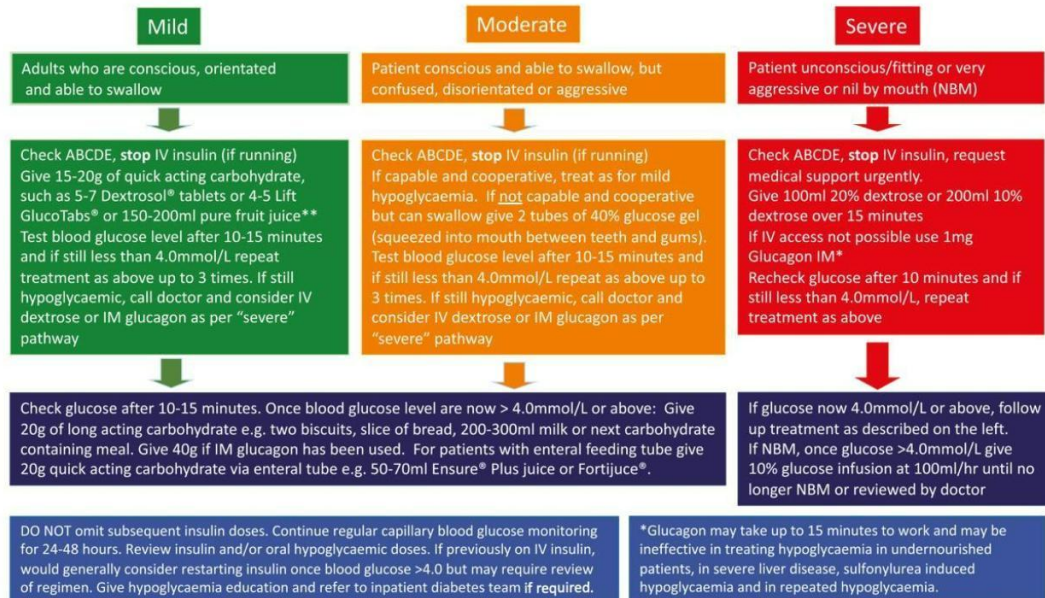 Mild
Adults who are conscious, orientated
and able to swallow
Check ABCDE, stop IV insulin (if running)
Give 15-20g of quick acting carbohydrate,
such as 5-7 Dextrosol® tablets or 4-5 Lift
GlucoTabs® or 150-200ml pure fruit juice**
Test blood glucose level after 10-15 minutes
and if still less than 4.0mmol/L repeat
treatment as above up to 3 times. If still
hypoglycaemic, call doctor and consider IV
dextrose or IM glucagon as per “severe”
pathway
Moderate
Patient conscious and able to swallow, but
confused, disorientated or aggressive
Check ABCDE, stop IV insulin (if running)
If capable and cooperative, treat as for mild
hypoglycaemia. If not capable and cooperative
but can swallow give 2 tubes of 40% glucose gel
(squeezed into mouth between teeth and gums).
Test blood glucose level after 10-15 minutes and
if still less than 4.0mmol/L repeat as above up to
3 times. If still hypoglycaemic, call doctor and
consider IV dextrose or IM glucagon as per
“severe” pathway
Severe
Patient unconscious/fitting or very
aggressive or nil by mouth (NBM)
Check ABCDE, stop IV insulin, request
medical support urgently.
Give 100ml 20% dextrose or 200ml 10%
dextrose over 15 minutes
If IV access not possible use 1mg
Glucagon IM*
Recheck glucose after 10 minutes and if
still less than 4.0mmol/L, repeat
treatment as above
Check glucose after 10-15 minutes. Once blood glucose level are now > 4.0mmol/L or above: Give
20g of long acting carbohydrate e.g. two biscuits, slice of bread, 200-300ml milk or next carbohydrate
containing meal. Give 40g if IM glucagon has been used. For patients with enteral feeding tube give
20g quick acting carbohydrate via enteral tube e.g. 50-70ml Ensure® Plus juice or Fortijuce®.
If glucose now 4.0mmol/L or above, follow
up treatment as described on the left.
If NBM, once glucose >4.0mmol/L give
10% glucose infusion at 100ml/hr until no
longer NBM or reviewed by doctor
DO NOT omit subsequent insulin doses. Continue regular capillary blood glucose monitoring
for 24-48 hours. Review insulin and/or oral hypoglycaemic doses. If previously on IV insulin,
would generally consider restarting insulin once blood glucose >4.0 but may require review
of regimen. Give hypoglycaemia education and refer to inpatient diabetes team if required.
*Glucagon may take up to 15 minutes to work and may be
ineffective in treating hypoglycaemia in undernourished
patients, in severe liver disease, sulfonylurea induced
hypoglycaemia and in repeated hypoglycaemia.